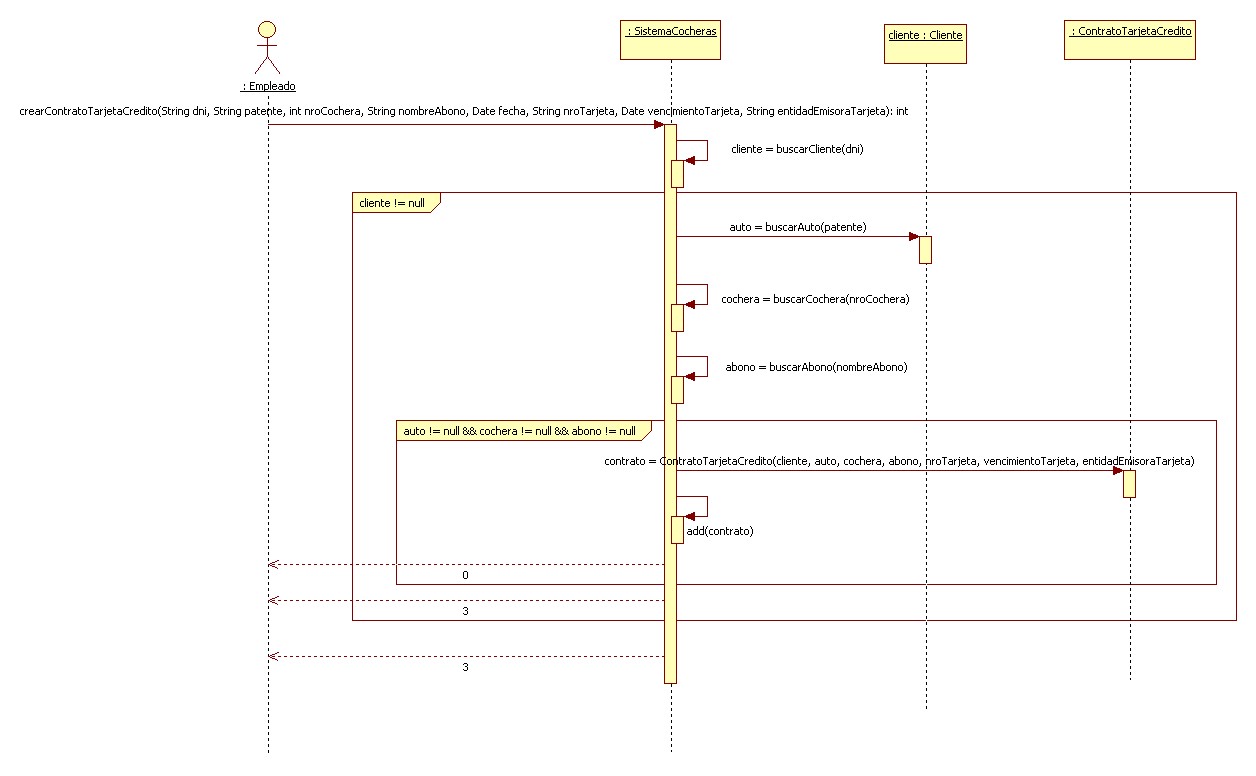 : SistemaCocheras
cliente : Cliente
: ContratoTarjetaCredito
: Empleado
crearContratoTarjetaCredito(String dni, String patente, int nroCochera, String nombreAbono, Date fecha, String nroTarjeta, Date vencimientoTarjeta, String entidadEmisoraTarjeta): int
cliente = buscarCliente(dni)
cliente != null
auto = buscarAuto(patente)
cochera = buscarCochera(nroCochera)
abono = buscarAbono(nombreAbono)
auto != null && cochera != null && abono != null
contrato = ContratoTarjetaCredito(cliente, auto, cochera, abono, nroTarjeta, vencimientoTarjeta, entidadEmisoraTarjeta)
add(contrato)
0
3
3